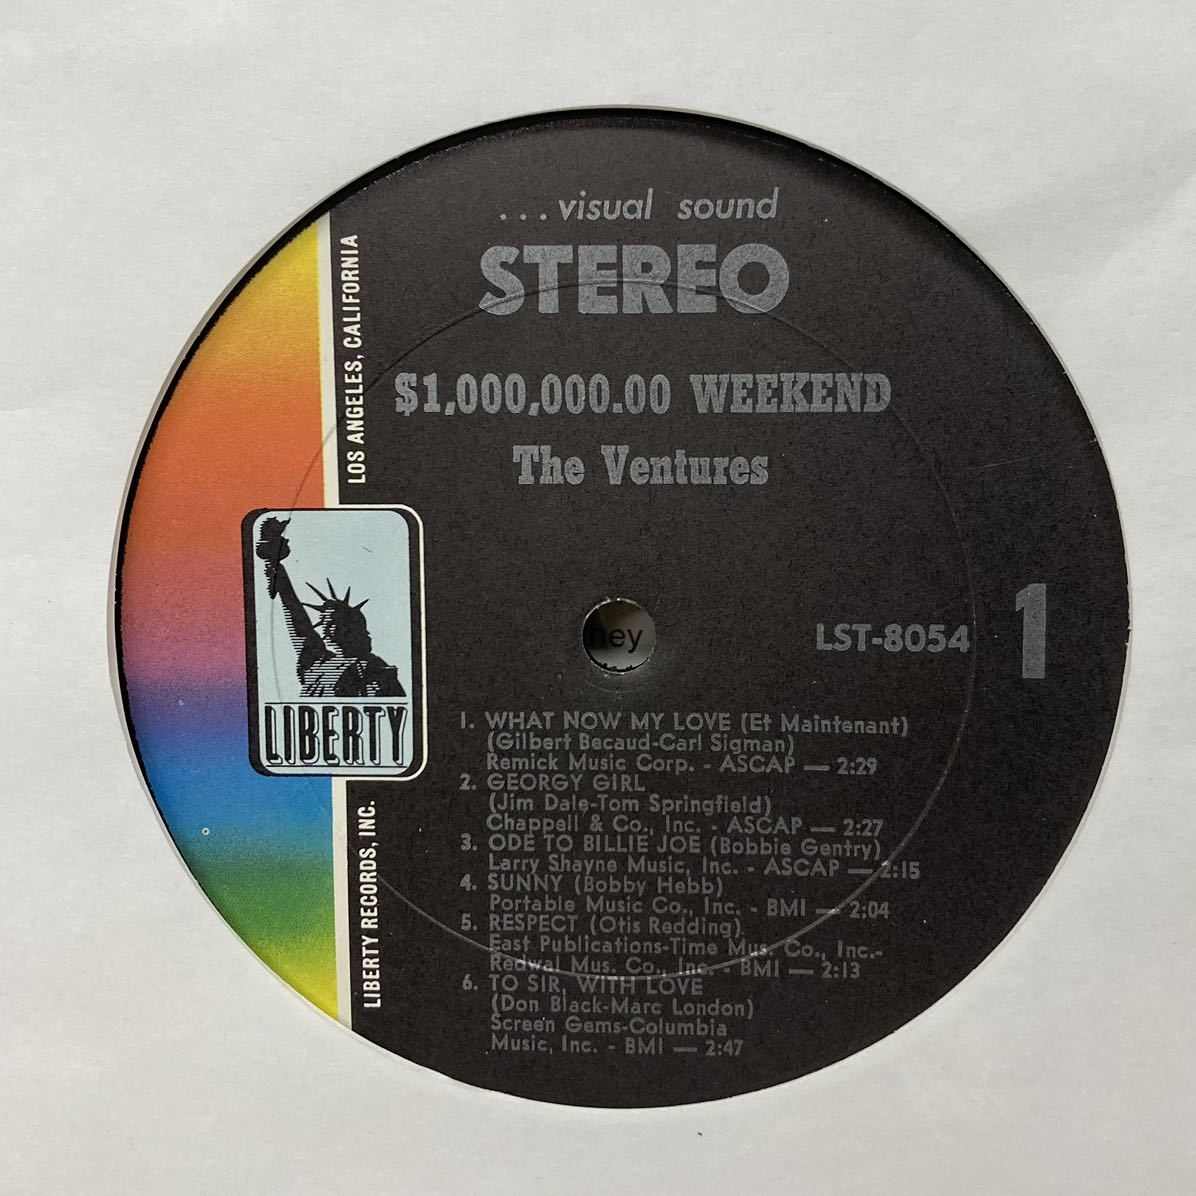 ...visual sound
STEREO
$1,000,000.00 WEEKEND
The Ventures
LOS ANGELES, CALIFORNIA
LIBERTY
LIBERTY RECORDS, INC.
hey
LST-8054
1
1. WHAT NOW MY LOVE (Et Maintenant)
(Gilbert Becaud-Carl Sigman)
Remick Music Corp. - ASCAP — 2:29
2. GEORGY GIRL
(Jim Dale-Tom Springfield)
Chappell & Co., Inc. - ASCAP — 2:27
3. ODE TO BILLIE JOE (Bobbie Gentry)
Larry Shayne Music, Inc. - ASCAP — 2:15
4. SUNNY (Bobby Hebb)
Portable Music Co., Inc. - BMI — 2:04
5. RESPECT (Otis Redding)
East Publications-Time Mus. Co., Inc.-
Redwal Mus. Co., Inc. - BMI — 2:13
6. TO SIR, WITH LOVE
(Don Black-Marc London)
Screen Gems-Columbia
Music, Inc. - BMI — 2:47